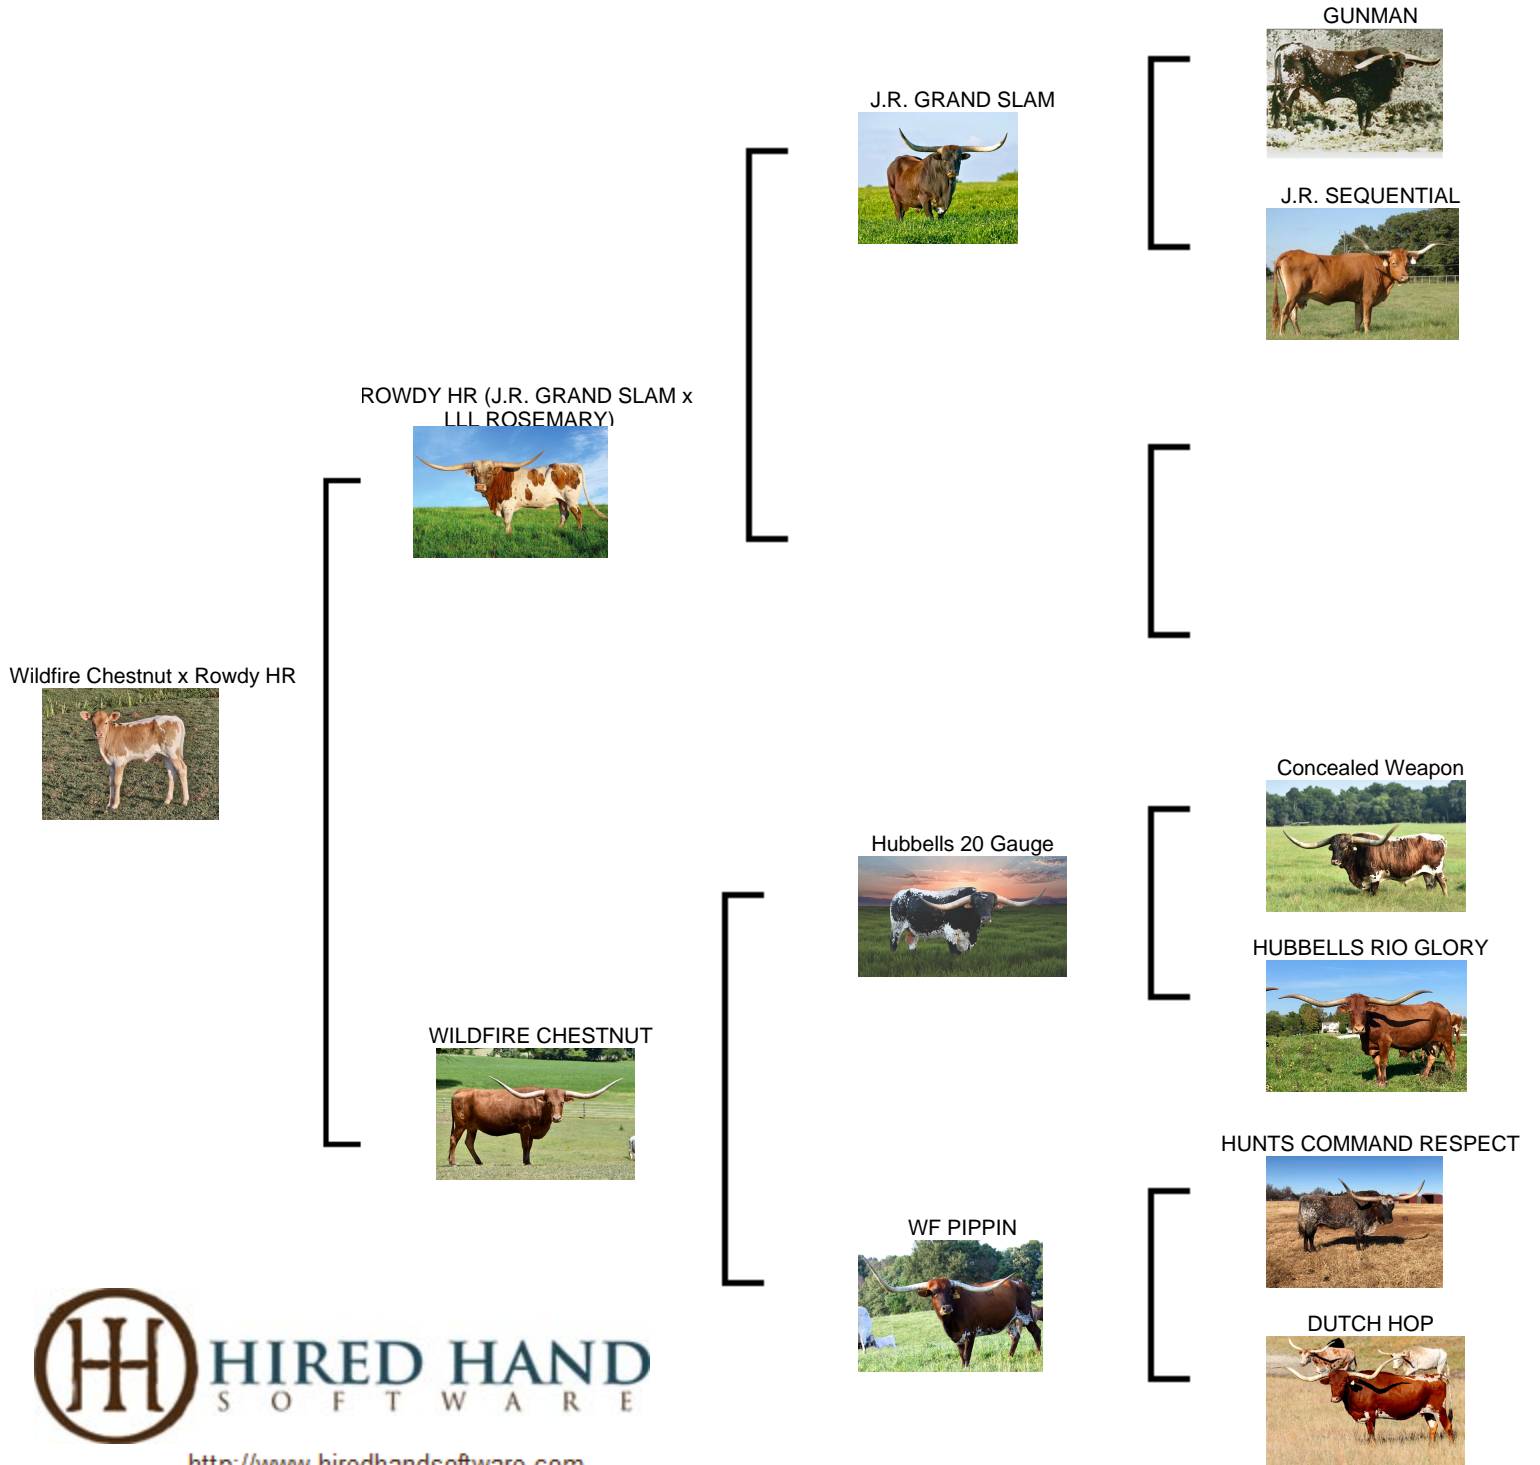 GUNMAN
J.R. GRAND SLAM
J.R. SEQUENTIAL
ROWDY HR (J.R. GRAND SLAM x
LLL ROSEMARY)
Wildfire Chestnut x Rowdy HR
Concealed Weapon
Hubbells 20 Gauge
HUBBELLS RIO GLORY
WILDFIRE CHESTNUT
HUNTS COMMAND RESPECT
WF PIPPIN
DUTCH HOP
HIRED HAND
SOFTWARE
http://www.hiredhandsoftware.com